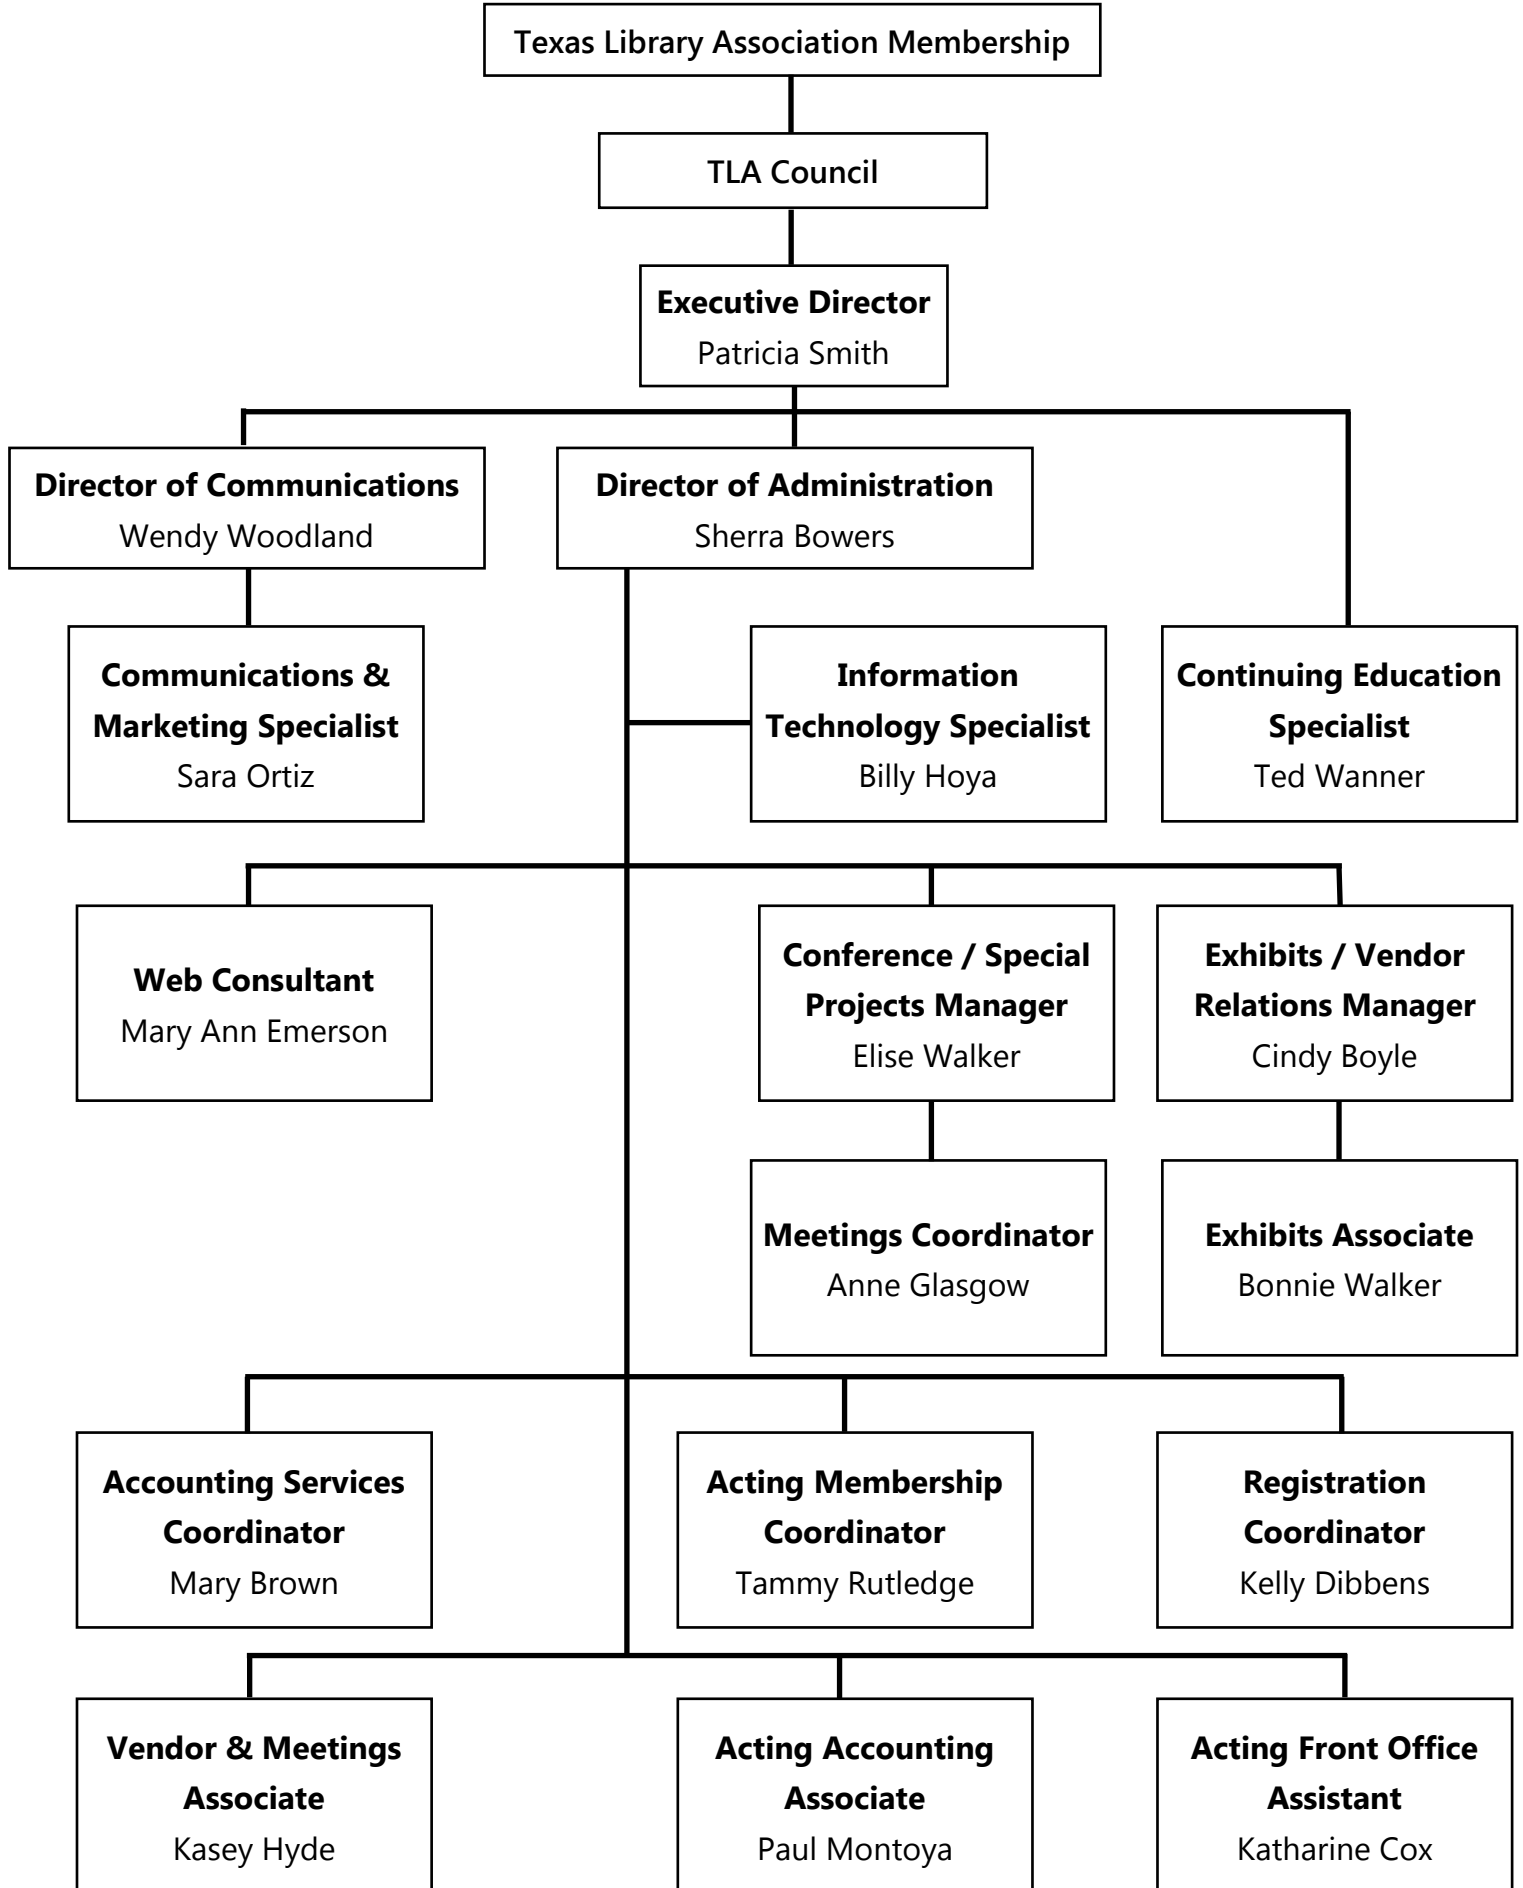 Texas Library Association Membership
TLA Council
Executive Director
Patricia Smith
Director of Communications
Wendy Woodland
Director of Administration
Sherra Bowers
Communications &
Marketing Specialist
Sara Ortiz
Information
Technology Specialist
Billy Hoya
Continuing Education
Specialist
Ted Wanner
Web Consultant
Mary Ann Emerson
Conference / Special
Projects Manager
Elise Walker
Exhibits / Vendor
Relations Manager
Cindy Boyle
Meetings Coordinator
Anne Glasgow
Exhibits Associate
Bonnie Walker
Accounting Services
Coordinator
Mary Brown
Acting Membership
Coordinator
Tammy Rutledge
Registration
Coordinator
Kelly Dibbens
Vendor & Meetings
Associate
Kasey Hyde
Acting Accounting
Associate
Paul Montoya
Acting Front Office
Assistant
Katharine Cox